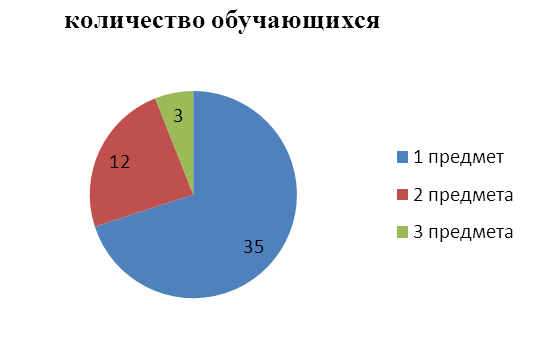 количество обучающихся
3
12
35
1 предмет
2 предмета
3 предмета